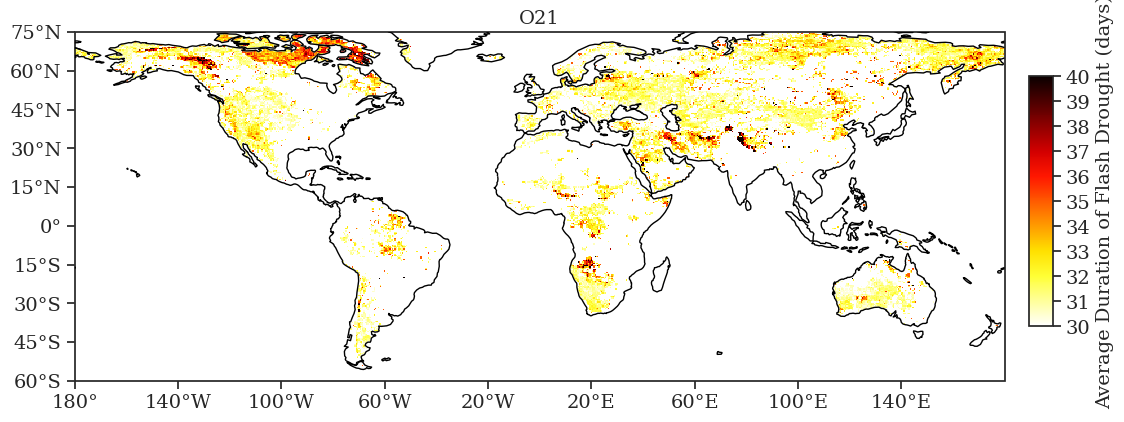 O21
75°N
60°N
45°N
30°N
15°N
0°
15°S
30°S
45°S
60°S
180°
140°W
100°W
60°W
20°W
20°E
60°E
100°E
140°E
40
39
38
37
36
35
34
33
32
31
30
Average Duration of Flash Drought (days)